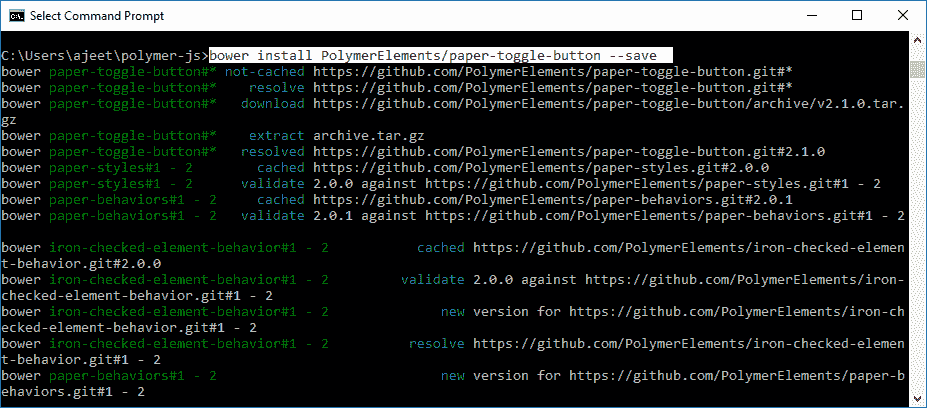 Select Command Prompt
C:\Users\ajeet\polymer-js>bower install PolymerElements/paper-toggle-button --save
bower paper-toggle-button#* not-cached https://github.com/PolymerElements/paper-toggle-button.git#*
bower paper-toggle-button#* resolve https://github.com/PolymerElements/paper-toggle-button.git#*
bower paper-toggle-button#* download https://github.com/PolymerElements/paper-toggle-button/archive/v2.1.0.tar.
gz
bower paper-toggle-button#* extract archive.tar.gz
bower paper-toggle-button#* resolved https://github.com/PolymerElements/paper-toggle-button.git#2.1.0
bower paper-styles#1 - 2 cached https://github.com/PolymerElements/paper-styles.git#2.0.0
bower paper-styles#1 - 2 validate 2.0.0 against https://github.com/PolymerElements/paper-styles.git#1 - 2
bower paper-behaviors#1 - 2 cached https://github.com/PolymerElements/paper-behaviors.git#2.0.1
bower paper-behaviors#1 - 2 validate 2.0.1 against https://github.com/PolymerElements/paper-behaviors.git#1 - 2
bower iron-checked-element-behavior#1 - 2 cached https://github.com/PolymerElements/iron-checked-elemen
t-behavior.git#2.0.0
bower iron-checked-element-behavior#1 - 2 validate 2.0.0 against https://github.com/PolymerElements/iron-
checked-element-behavior.git#1 - 2
bower iron-checked-element-behavior#1 - 2 new version for https://github.com/PolymerElements/iron-ch
ecked-element-behavior.git#1 - 2
bower iron-checked-element-behavior#1 - 2 resolve https://github.com/PolymerElements/iron-checked-elemen
t-behavior.git#1 - 2
bower paper-behaviors#1 - 2 new version for https://github.com/PolymerElements/paper-b
ehaviors.git#1 - 2